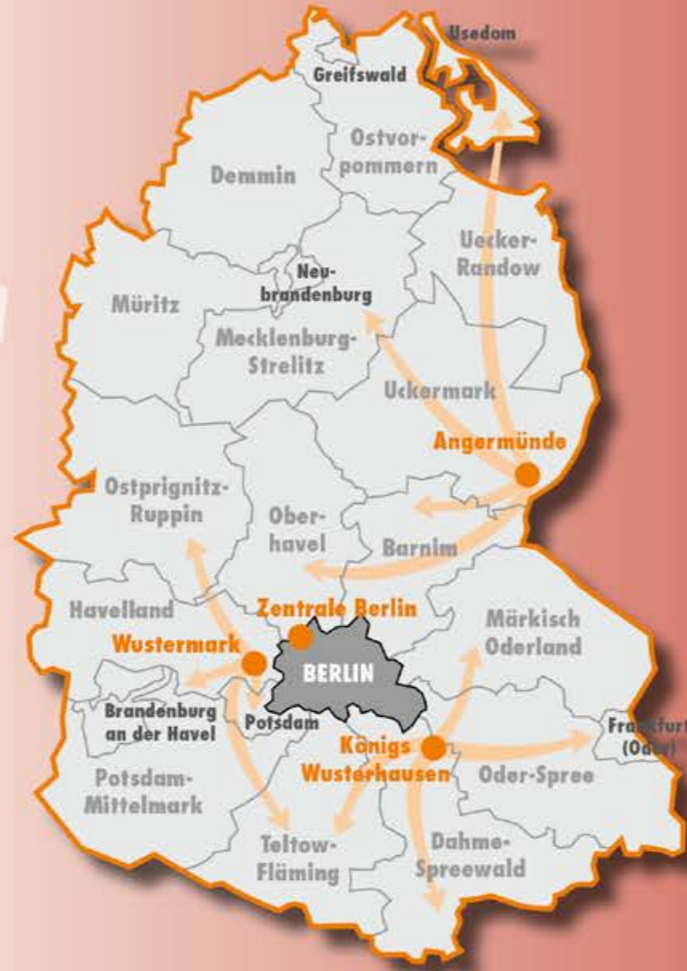 Usedom
Greifswald
Ostvor-
pommern
Demmin
Uecker-
Randow
Neu-
brandenburg
Müritz
Mecklenburg-
Strelitz
Uckermark
Angermünde
Ostprignitz-
Ruppin
Ober-
havel
Barnim
Havelland
Zentrale Berlin
Märkisch
Oderland
Wustermark
BERLIN
Brandenburg
an der Havel
Potsdam
Frankfurt
(Oder)
Königs
Wusterhausen
Oder-Spree
Potsdam-
Mittelmark
Teltow-
Fläming
Dahme-
Spreewald